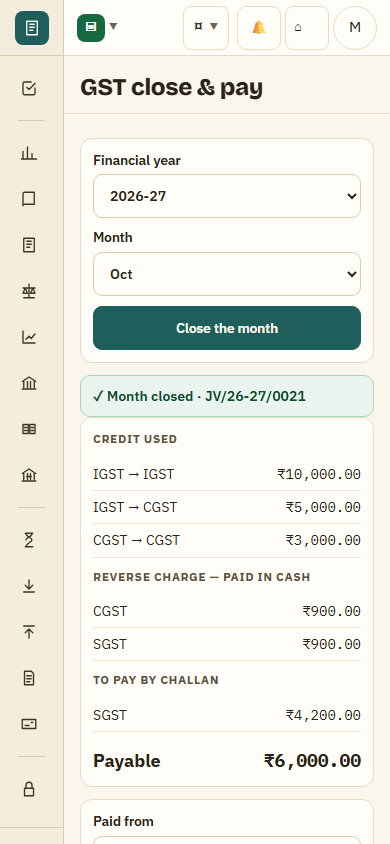 M
GST close & pay
Financial year
2026-27
Month
Oct
Close the month
✓ Month closed · JV/26-27/0021
CREDIT USED
IGST → IGST ₹10,000.00
IGST → CGST ₹5,000.00
CGST → CGST ₹3,000.00
REVERSE CHARGE — PAID IN CASH
CGST ₹900.00
SGST ₹900.00
TO PAY BY CHALLAN
SGST ₹4,200.00
Payable ₹6,000.00
Paid from